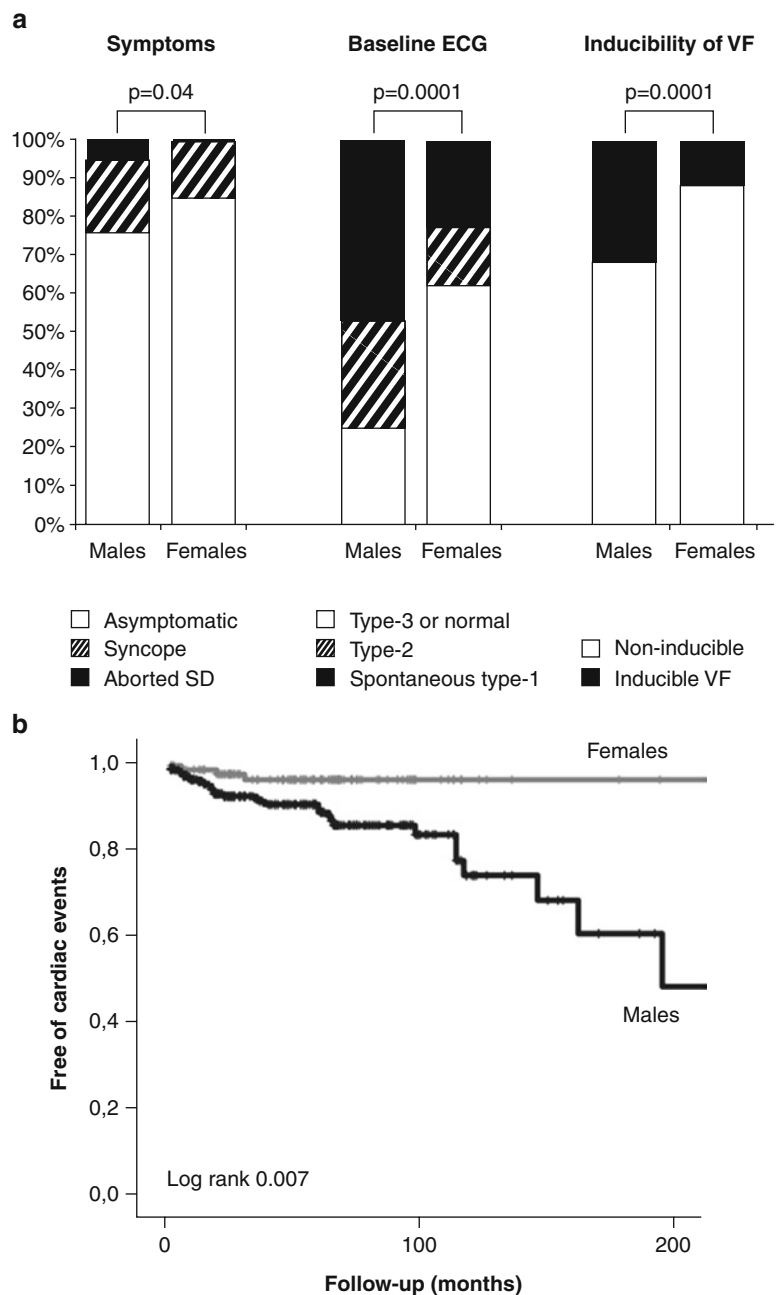 a
Symptoms Baseline ECG Inducibility of VF
p=0.04 p=0.0001 p=0.0001
100%
90%
80%
70%
60%
50%
40%
30%
20%
10%
0%
Males Females Males Females Males Females
Asymptomatic Type-3 or normal
Syncope Type-2 Non-inducible
Aborted SD Spontaneous type-1 Inducible VF
b
Females
1,0
0,8
0,6
0,4
0,2
0,0
Free of cardiac events
Males
Log rank 0.007
0 100 200
Follow-up (months)